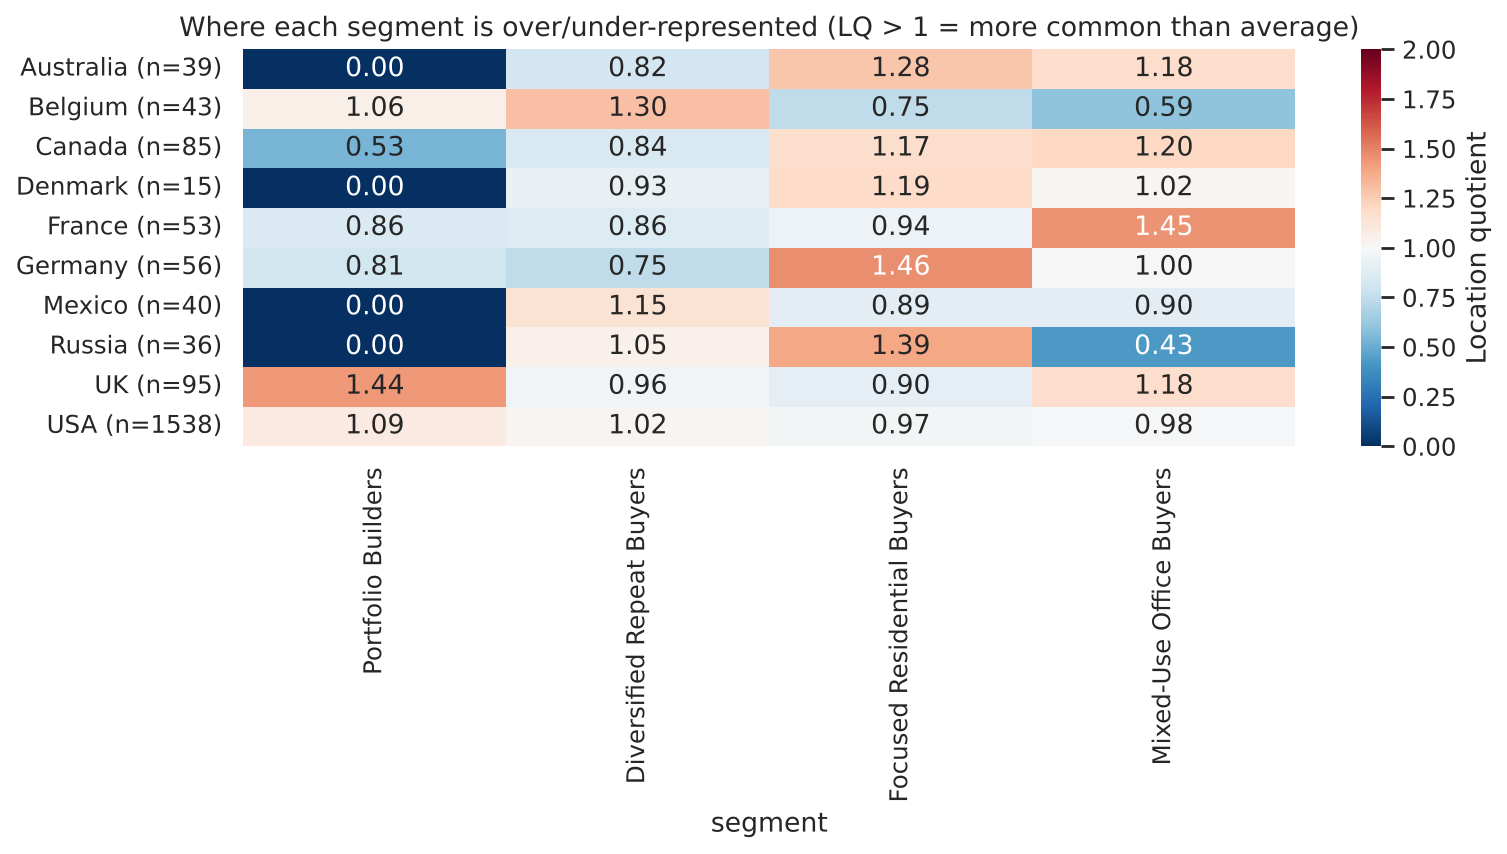 Where each segment is over/under-represented (LQ > 1 = more common than average)
Australia (n=39) 0.00 0.82 1.28 1.18
Belgium (n=43) 1.06 1.30 0.75 0.59
Canada (n=85) 0.53 0.84 1.17 1.20
Denmark (n=15) 0.00 0.93 1.19 1.02
France (n=53) 0.86 0.86 0.94 1.45
Germany (n=56) 0.81 0.75 1.46 1.00
Mexico (n=40) 0.00 1.15 0.89 0.90
Russia (n=36) 0.00 1.05 1.39 0.43
UK (n=95) 1.44 0.96 0.90 1.18
USA (n=1538) 1.09 1.02 0.97 0.98
Portfolio Builders
Diversified Repeat Buyers
Focused Residential Buyers
Mixed-Use Office Buyers
segment
2.00
1.75
1.50
1.25
1.00
0.75
0.50
0.25
0.00
Location quotient